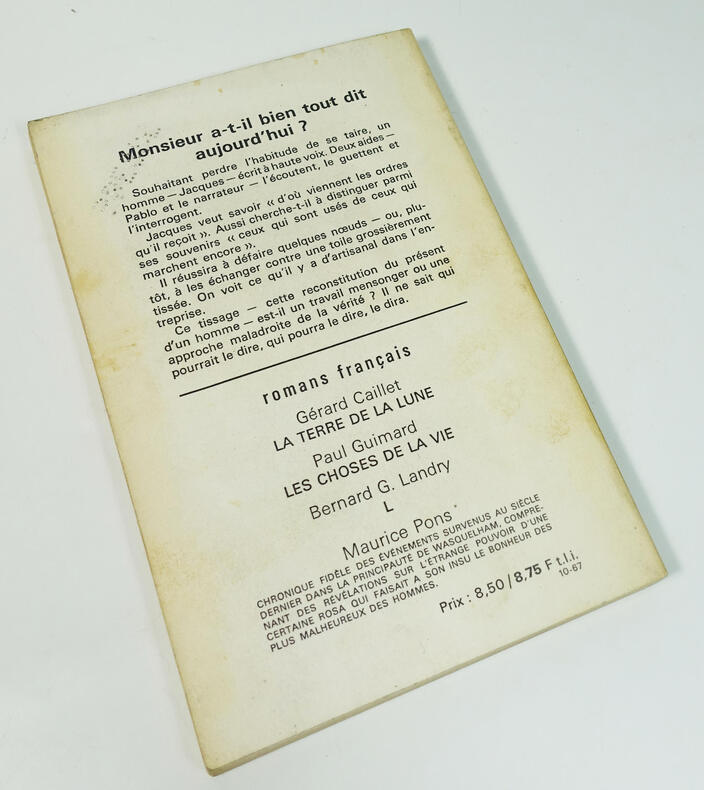 Monsieur a-t-il bien tout dit
aujourd'hui ?
Souhaitant perdre l'habitude de se taire, un
homme — Jacques — écrit à haute voix. Deux aides —
Pablo et le narrateur — l'écoutent, le guettent et
l'interrogent.
Jacques veut savoir « d'où viennent les ordres
qu'il reçoit ». Aussi cherche-t-il à distinguer parmi
ses souvenirs « ceux qui sont usés de ceux qui
marchent encore ».
Il réussira à défaire quelques nœuds — ou, plu-
tôt, à les échanger contre une toile grossièrement
tissée. On voit ce qu'il y a d'artisanal dans l'en-
treprise.
Ce tissage — cette reconstitution du présent
d'un homme — est-il un travail mensonger ou une
approche maladroite de la vérité ? Il ne sait qui
pourrait le dire, qui pourra le dire, le dira.
romans français
Gérard Caillet
LA TERRE DE LA LUNE
Paul Guimard
LES CHOSES DE LA VIE
Bernard G. Landry
L
Maurice Pons
CHRONIQUE FIDÈLE DES ÉVÉNEMENTS SURVENUS AU SIÈCLE
DERNIER DANS LA PRINCIPAUTÉ DE WASQUELHAM, COMPRE-
NANT DES RÉVÉLATIONS SUR L'ÉTRANGE POUVOIR D'UNE
CERTAINE ROSA QUI FAISAIT A SON INSU LE BONHEUR DES
PLUS MALHEUREUX DES HOMMES.
Prix : 8,50 / 8,75 F t.l.i.
10-67